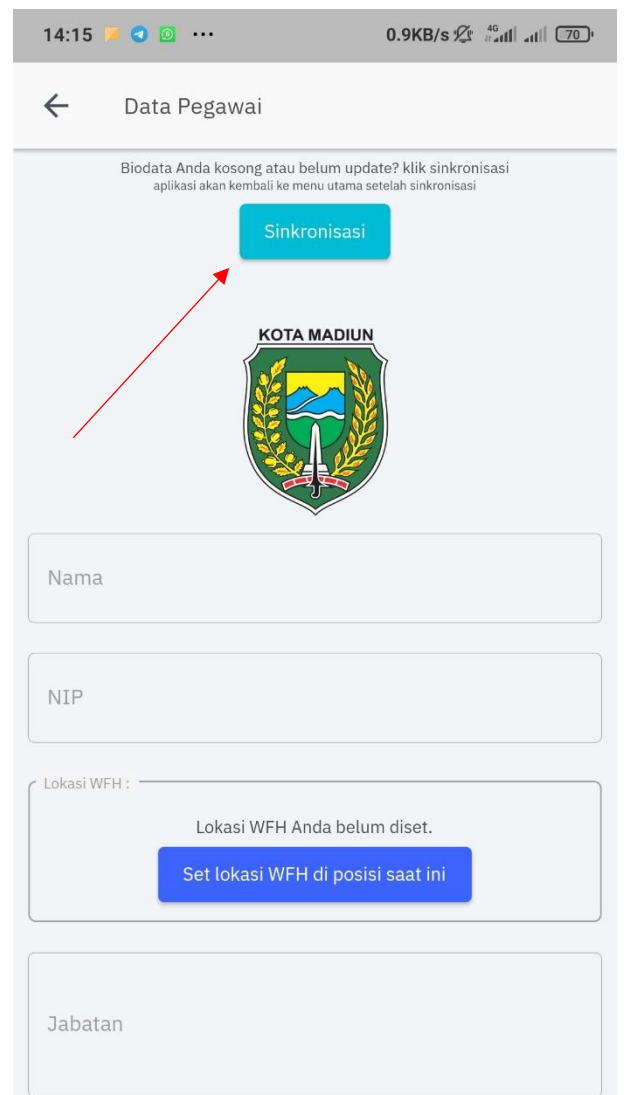 14:15
0.9KB/s 4G 70
Data Pegawai
Biodata Anda kosong atau belum update? klik sinkronisasi
aplikasi akan kembali ke menu utama setelah sinkronisasi
Sinkronisasi
KOTA MADIUN
Nama
NIP
Lokasi WFH :
Lokasi WFH Anda belum diset.
Set lokasi WFH di posisi saat ini
Jabatan